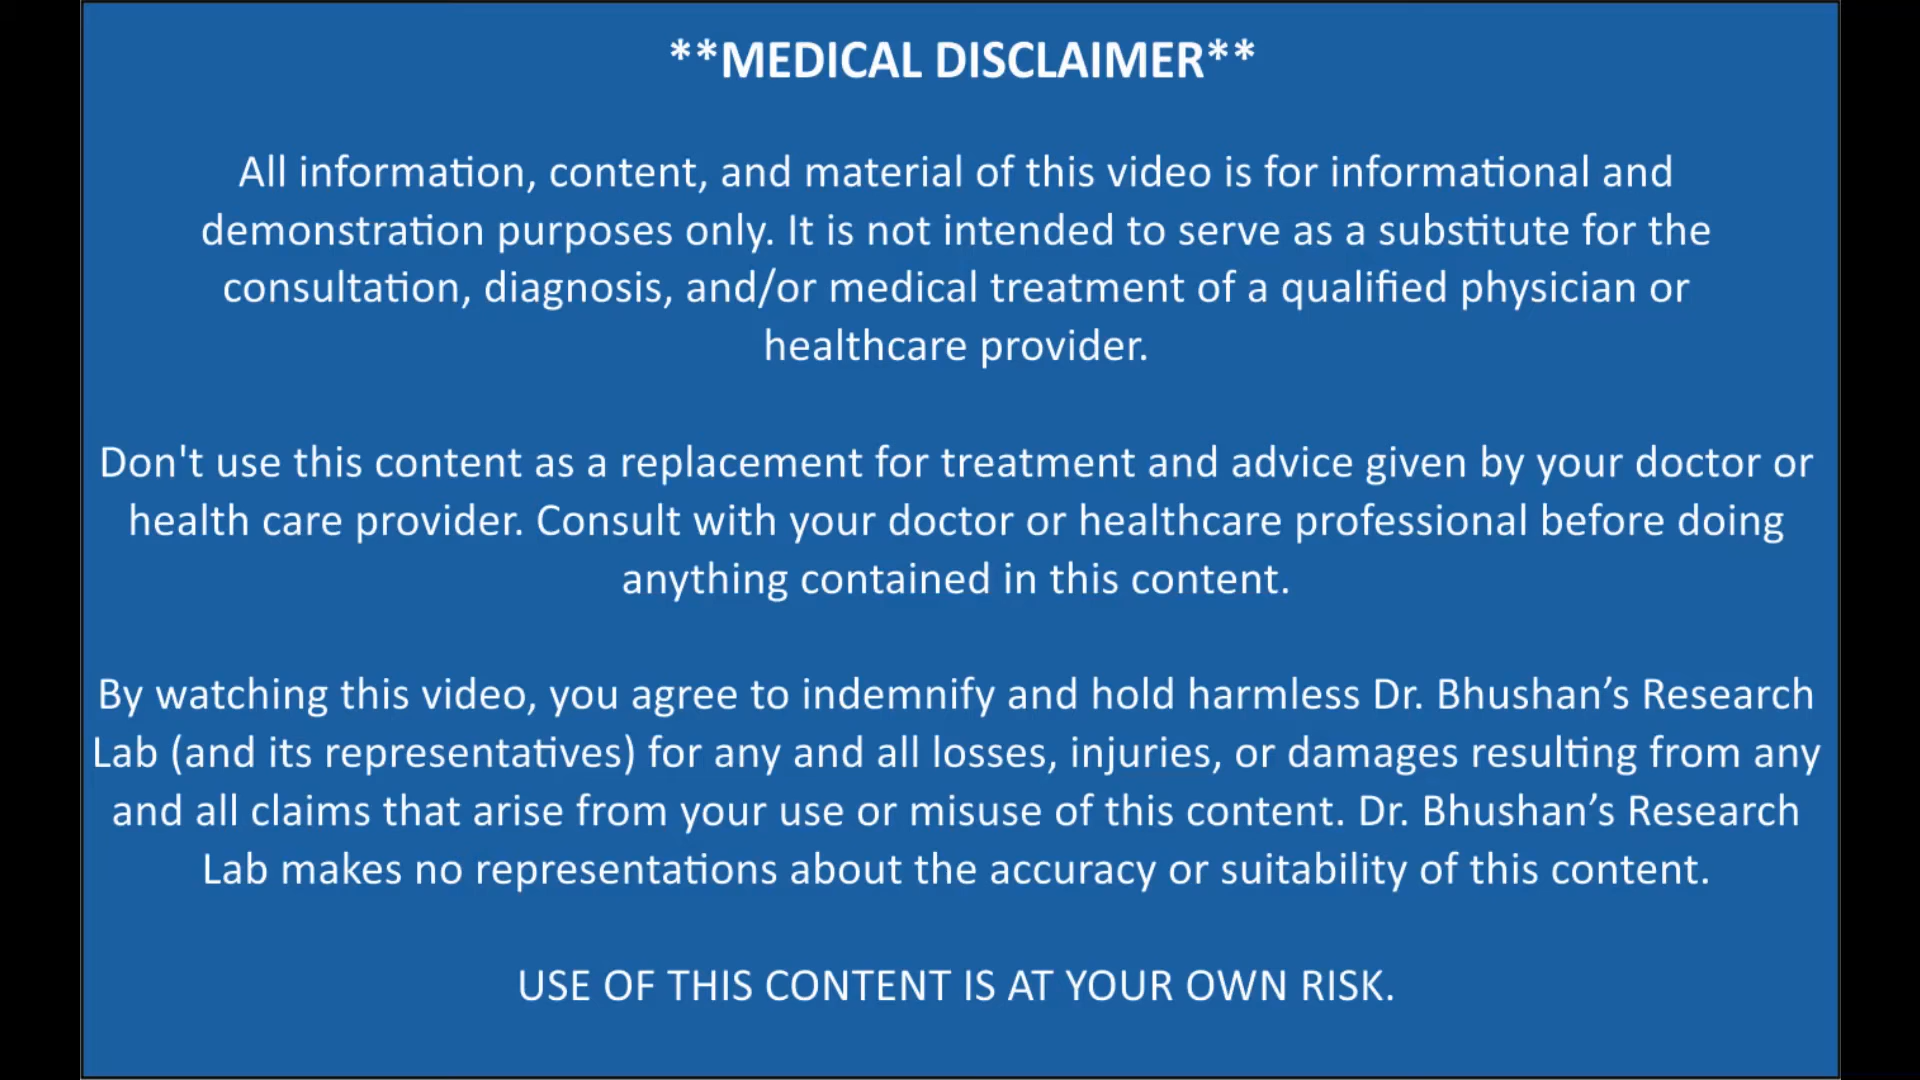 **MEDICAL DISCLAIMER**
All information, content, and material of this video is for informational and
demonstration purposes only. It is not intended to serve as a substitute for the
consultation, diagnosis, and/or medical treatment of a qualified physician or
healthcare provider.
Don't use this content as a replacement for treatment and advice given by your doctor or
health care provider. Consult with your doctor or healthcare professional before doing
anything contained in this content.
By watching this video, you agree to indemnify and hold harmless Dr. Bhushan’s Research
Lab (and its representatives) for any and all losses, injuries, or damages resulting from any
and all claims that arise from your use or misuse of this content. Dr. Bhushan’s Research
Lab makes no representations about the accuracy or suitability of this content.
USE OF THIS CONTENT IS AT YOUR OWN RISK.